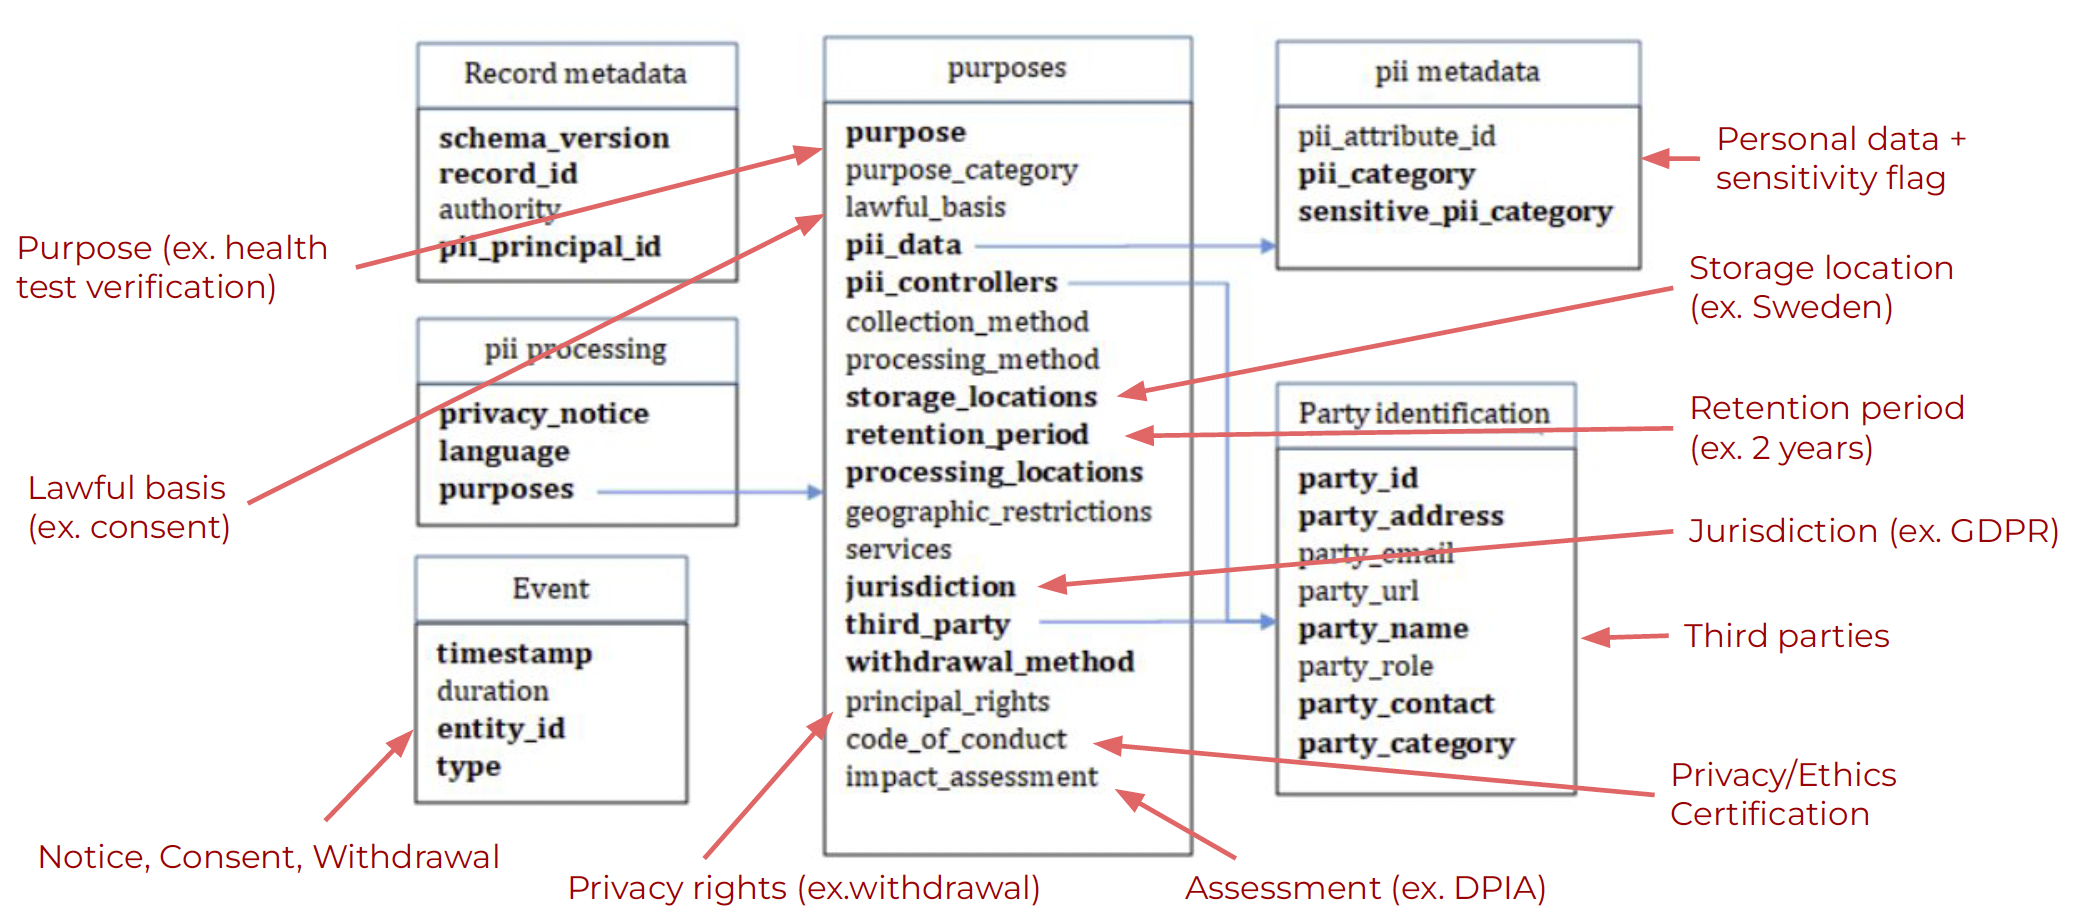 Record metadata
schema_version
record_id
authority
pii_principal_id
pii processing
privacy_notice
language
purposes
Event
timestamp
duration
entity_id
type
purposes
purpose
purpose_category
lawful_basis
pii_data
pii_controllers
collection_method
processing_method
storage_locations
retention_period
processing_locations
geographic_restrictions
services
jurisdiction
third_party
withdrawal_method
principal_rights
code_of_conduct
impact_assessment
pii metadata
pii_attribute_id
pii_category
sensitive_pii_category
Party identification
party_id
party_address
party_email
party_url
party_name
party_role
party_contact
party_category
Purpose (ex. health
test verification)
Lawful basis
(ex. consent)
Notice, Consent, Withdrawal
Privacy rights (ex.withdrawal)
Assessment (ex. DPIA)
Personal data +
sensitivity flag
Storage location
(ex. Sweden)
Retention period
(ex. 2 years)
Jurisdiction (ex. GDPR)
Third parties
Privacy/Ethics
Certification